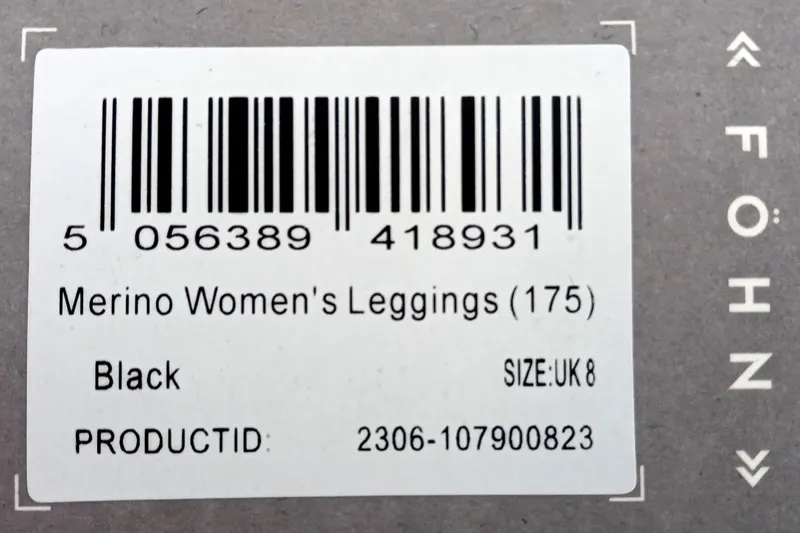 5 056389 418931
Merino Women's Leggings (175)
Black SIZE:UK 8
PRODUCTID: 2306-107900823
FÖHN